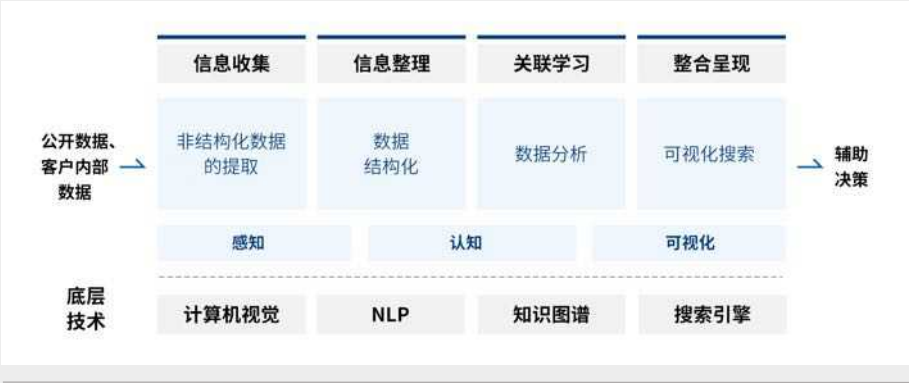 信息收集
信息整理
关联学习
整合呈现
公开数据、
客户内部
数据
非结构化数据
的提取
数据
结构化
数据分析
可视化搜索
辅助
决策
感知
认知
可视化
底层
技术
计算机视觉
NLP
知识图谱
搜索引擎